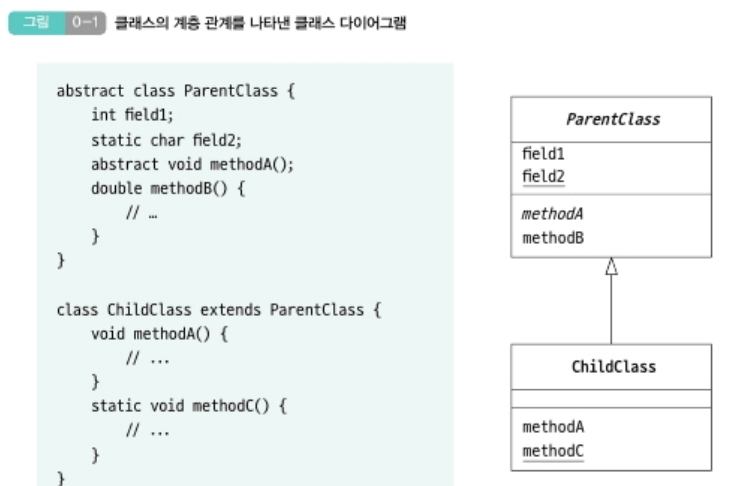 그림 0-1 클래스의 계층 관계를 나타낸 클래스 다이어그램
abstract class ParentClass {
int field1;
static char field2;
abstract void methodA();
double methodB() {
// …
}
}
class ChildClass extends ParentClass {
void methodA() {
// ...
}
static void methodC() {
// ...
}
}
ParentClass
field1
field2
methodA
methodB
ChildClass
methodA
methodC